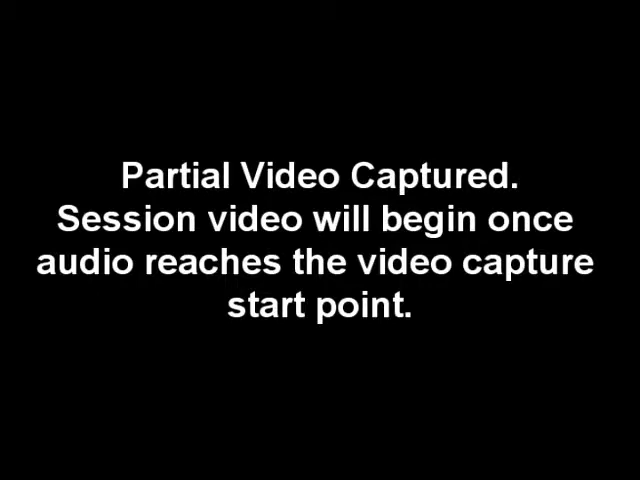 Partial Video Captured.
Session video will begin once
audio reaches the video capture
start point.